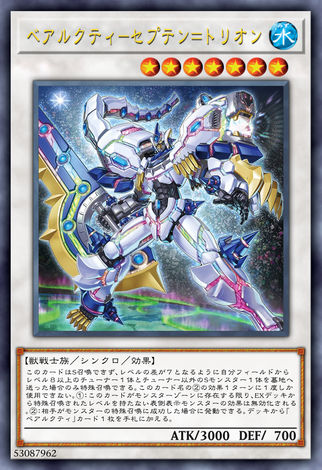 ベアルクティ－セプテン＝トリオン
水
【獣戦士族／シンクロ／効果】
このカードはS召喚できず、レベルの差が７となるように自分フィールドから
レベル８以上のチューナー１体とチューナー以外のSモンスター１体を墓地へ
送った場合のみ特殊召喚できる。このカード名の②の効果は１ターンに１度しか
使用できない。①：このカードがモンスターゾーンに存在する限り、EXデッキか
ら特殊召喚されたレベルを持たない表側表示モンスターの効果は無効化され
る。②：相手がモンスターの特殊召喚に成功した場合に発動できる。デッキから「
ベアルクティ」カード１枚を手札に加える。
ATK/3000 DEF/ 700
53087962